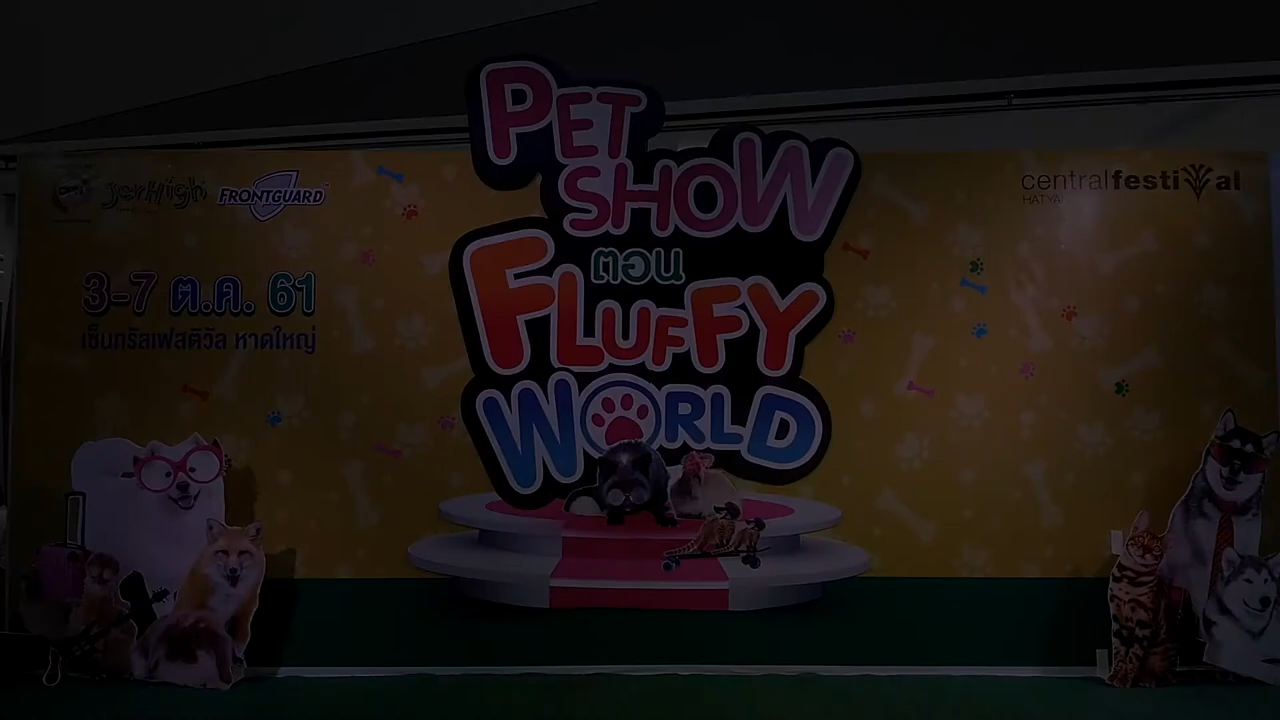 PET
SHOW
ตอน
FLUFFY
WORLD
JerHigh
FRONTGUARD™
centralfestival
HATYAI
3-7 ต.ค. 61
เซ็นทรัลเฟสติวัล หาดใหญ่